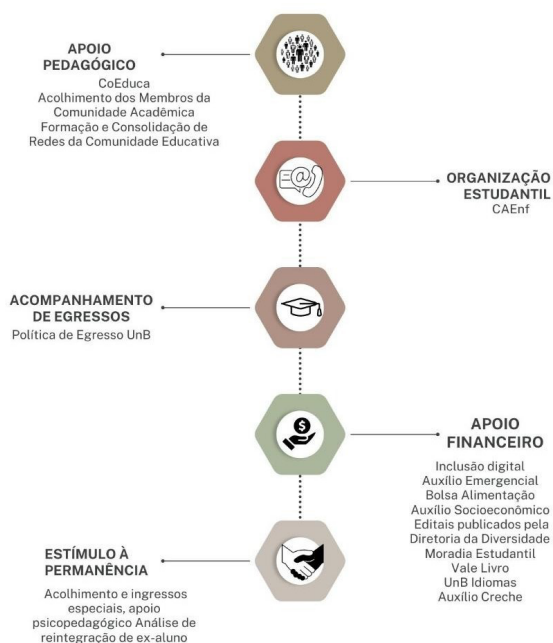 APOIO
PEDAGÓGICO
CoEduca
Acolhimento dos Membros da
Comunidade Acadêmica
Formação e Consolidação de
Redes da Comunidade Educativa
ORGANIZAÇÃO
ESTUDANTIL
CAEnf
ACOMPANHAMENTO
DE EGRESSOS
Política de Egresso UnB
APOIO
FINANCEIRO
Inclusão digital
Auxílio Emergencial
Bolsa Alimentação
Auxílio Socioeconômico
Editais publicados pela
Diretoria da Diversidade
Moradia Estudantil
Vale Livro
UnB Idiomas
Auxílio Creche
ESTÍMULO À
PERMANÊNCIA
Acolhimento e ingressos
especiais, apoio
psicopedagógico Análise de
reintegração de ex-aluno